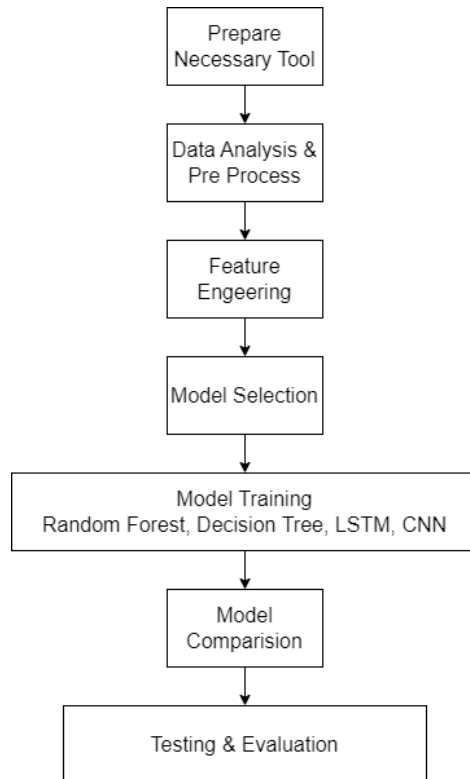 Prepare
Necessary Tool
Data Analysis &
Pre Process
Feature
Engeering
Model Selection
Model Training
Random Forest, Decision Tree, LSTM, CNN
Model
Comparision
Testing & Evaluation